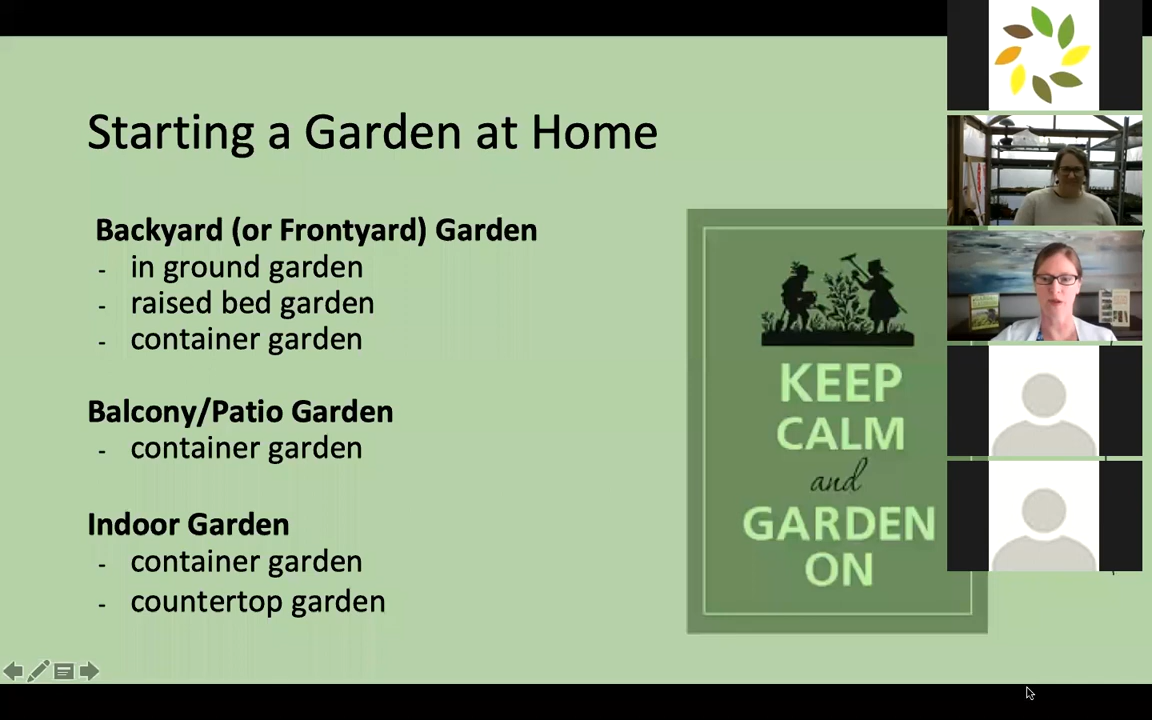 Starting a Garden at Home
Backyard (or Frontyard) Garden
- in ground garden
- raised bed garden
- container garden
Balcony/Patio Garden
- container garden
Indoor Garden
- container garden
- countertop garden
KEEP
CALM
and
GARDEN
ON